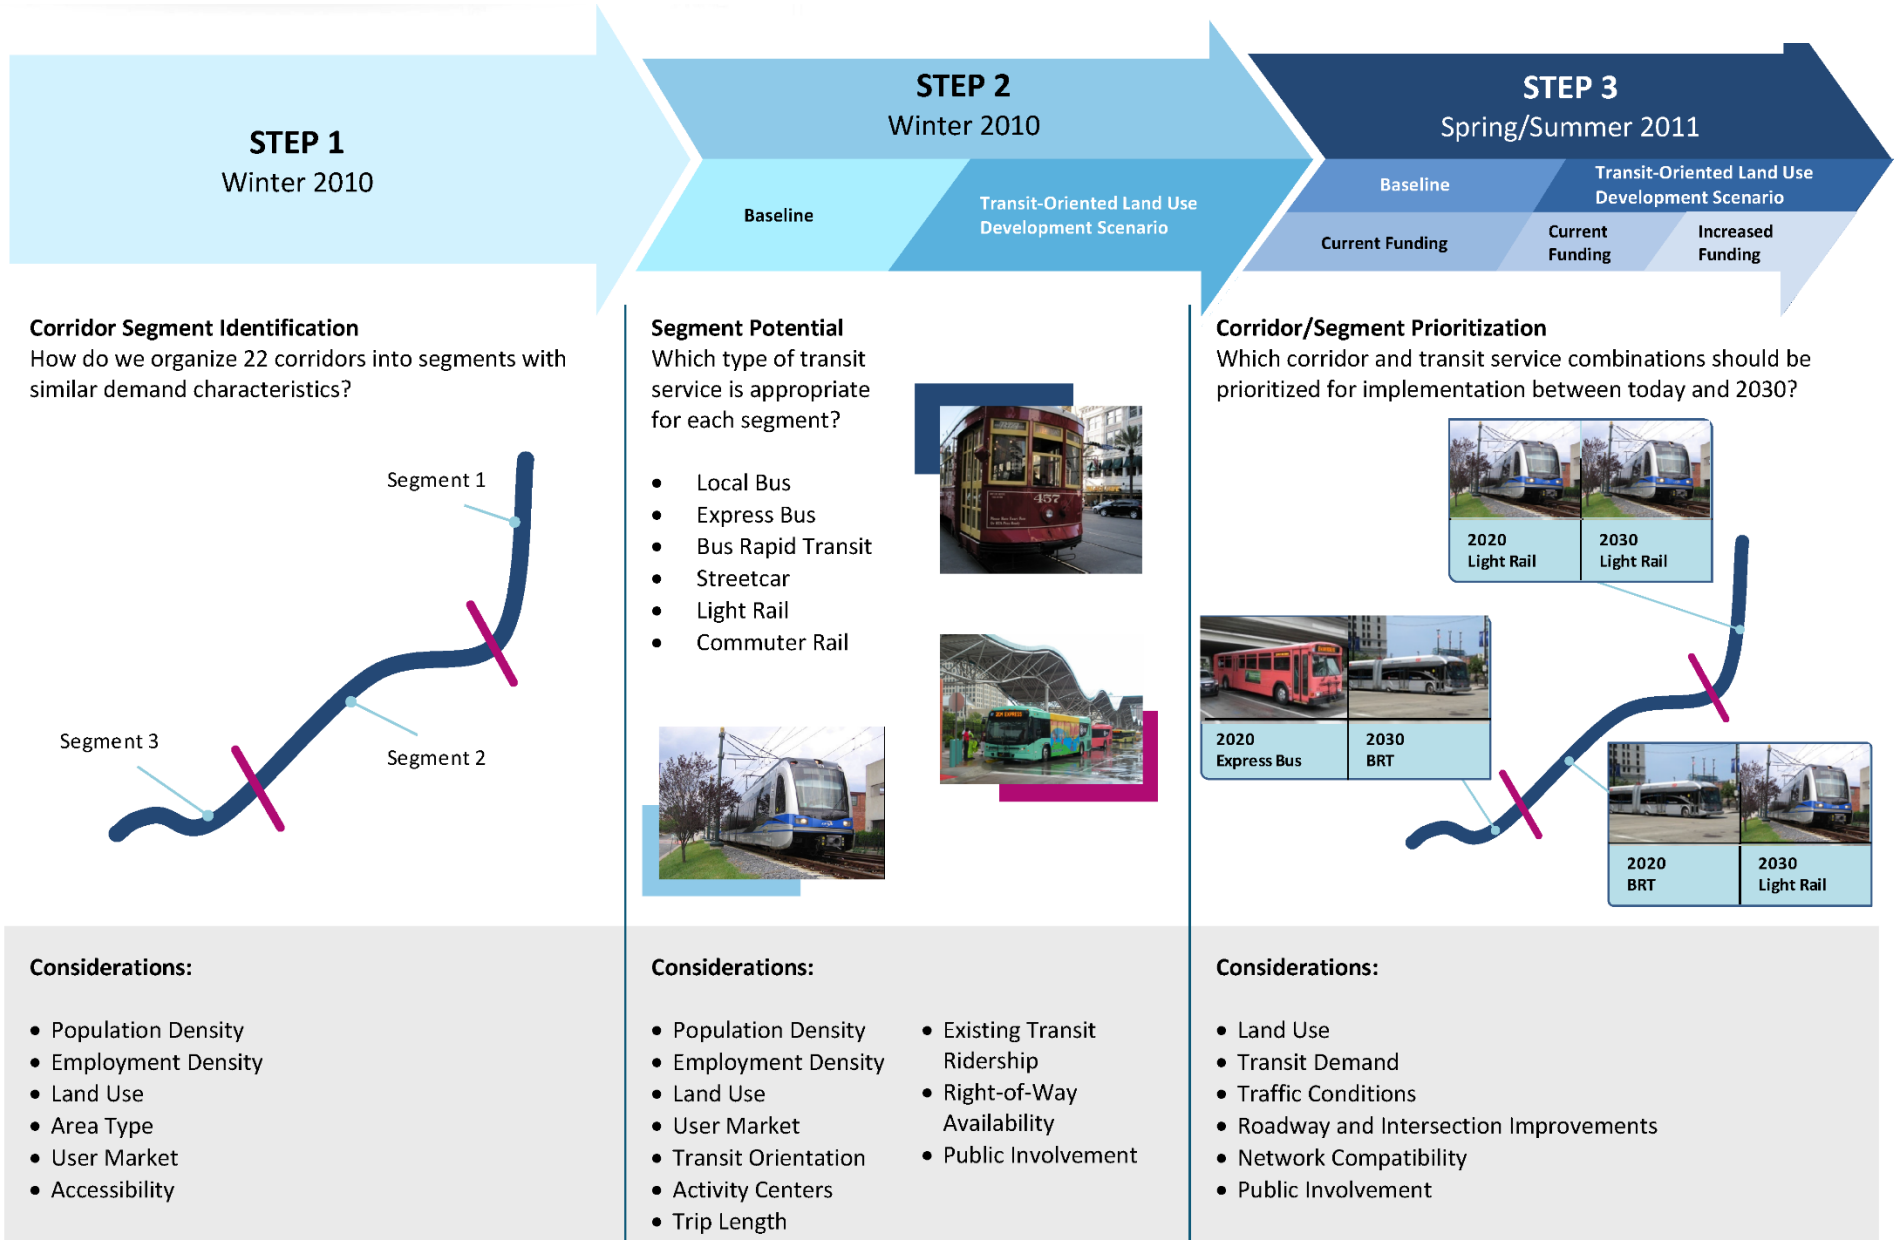 STEP 1
Winter 2010
STEP 2
Winter 2010
Baseline
Transit-Oriented Land Use
Development Scenario
STEP 3
Spring/Summer 2011
Baseline
Transit-Oriented Land Use
Development Scenario
Current Funding
Current
Funding
Increased
Funding
Corridor Segment Identification
How do we organize 22 corridors into segments with
similar demand characteristics?
Segment 1
Segment 2
Segment 3
Segment Potential
Which type of transit
service is appropriate
for each segment?
• Local Bus
• Express Bus
• Bus Rapid Transit
• Streetcar
• Light Rail
• Commuter Rail
457
Corridor/Segment Prioritization
Which corridor and transit service combinations should be
prioritized for implementation between today and 2030?
2020
Light Rail
2030
Light Rail
2020
Express Bus
2030
BRT
2020
BRT
2030
Light Rail
Considerations:
• Population Density
• Employment Density
• Land Use
• Area Type
• User Market
• Accessibility
Considerations:
• Population Density
• Employment Density
• Land Use
• User Market
• Transit Orientation
• Activity Centers
• Trip Length
• Existing Transit
Ridership
• Right-of-Way
Availability
• Public Involvement
Considerations:
• Land Use
• Transit Demand
• Traffic Conditions
• Roadway and Intersection Improvements
• Network Compatibility
• Public Involvement